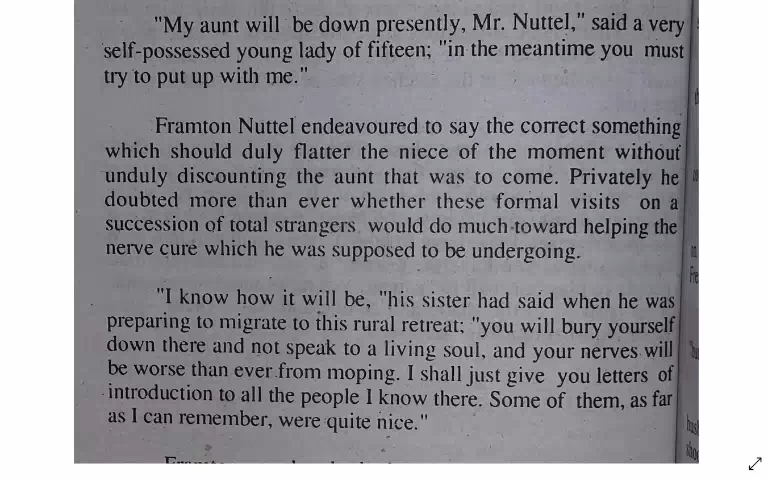 "My aunt will be down presently, Mr. Nuttel," said a very
self-possessed young lady of fifteen; "in the meantime you must
try to put up with me."
Framton Nuttel endeavoured to say the correct something
which should duly flatter the niece of the moment without
unduly discounting the aunt that was to come. Privately he
doubted more than ever whether these formal visits on a
succession of total strangers would do much toward helping the
nerve cure which he was supposed to be undergoing.
"I know how it will be, "his sister had said when he was
preparing to migrate to this rural retreat; "you will bury yourself
down there and not speak to a living soul, and your nerves will
be worse than ever from moping. I shall just give you letters of
introduction to all the people I know there. Some of them, as far
as I can remember, were quite nice."